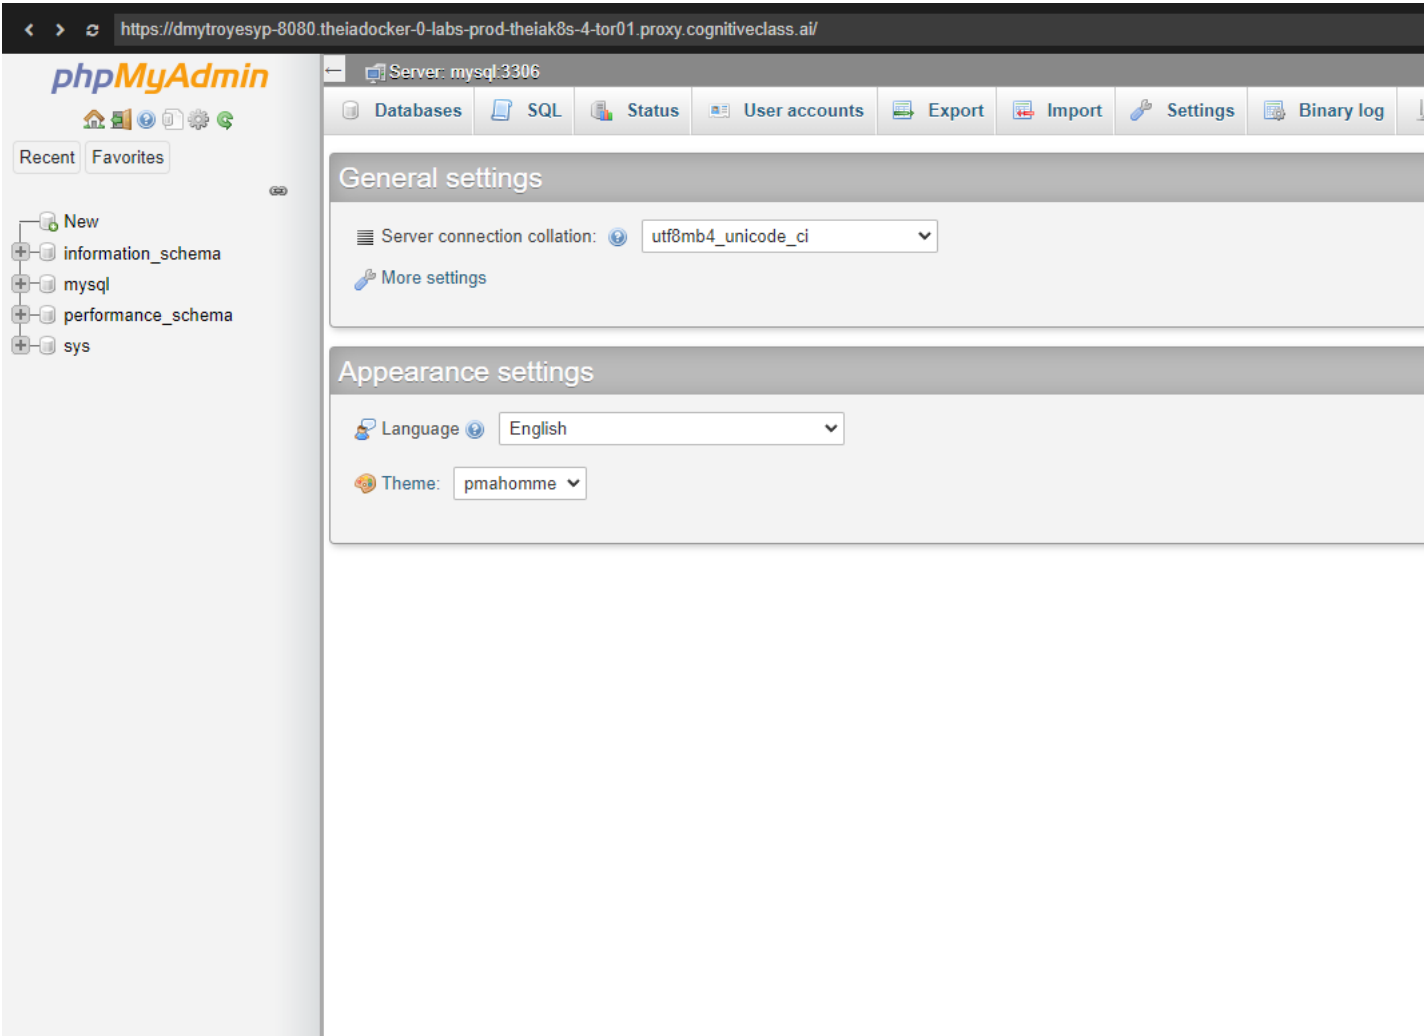 https://dmytroyesyp-8080.theiadocker-0-labs-prod-theiak8s-4-tor01.proxy.cognitiveclass.ai/
phpMyAdmin
Recent Favorites
New
information_schema
mysql
performance_schema
sys
Server: mysql:3306
Databases SQL Status User accounts Export Import Settings Binary log
General settings
Server connection collation: utf8mb4_unicode_ci
More settings
Appearance settings
Language English
Theme: pmahomme